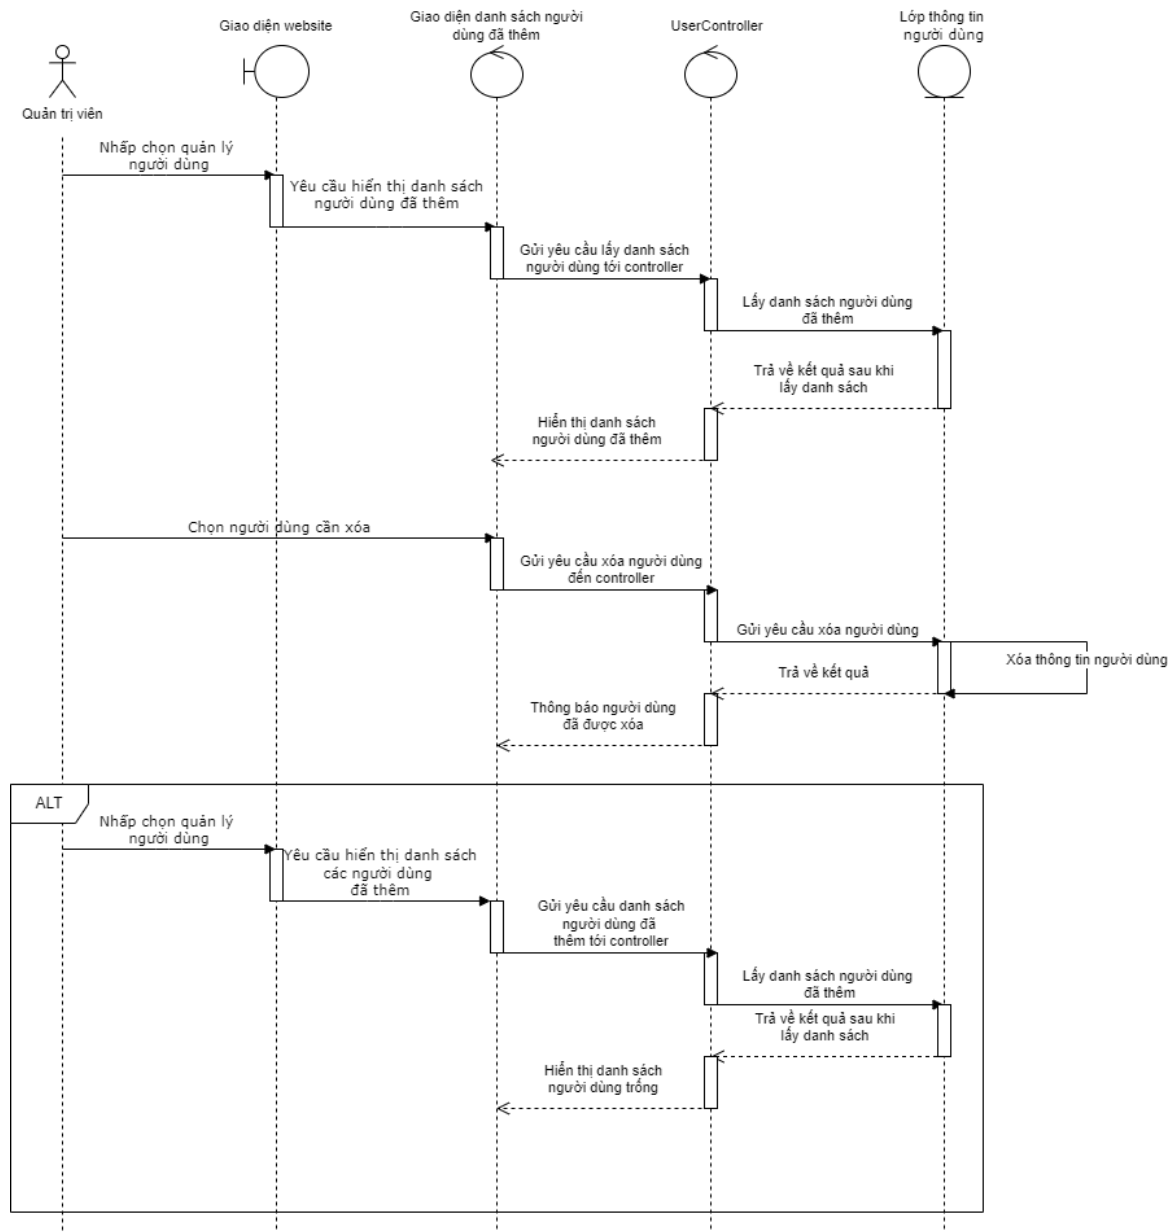 Giao diện website
Giao diện danh sách người
dùng đã thêm
UserController
Lớp thông tin
người dùng
Quản trị viên
Nhấp chọn quản lý
người dùng
Yêu cầu hiển thị danh sách
người dùng đã thêm
Gửi yêu cầu lấy danh sách
người dùng tới controller
Lấy danh sách người dùng
đã thêm
Trả về kết quả sau khi
lấy danh sách
Hiển thị danh sách
người dùng đã thêm
Chọn người dùng cần xóa
Gửi yêu cầu xóa người dùng
đến controller
Gửi yêu cầu xóa người dùng
Xóa thông tin người dùng
Trả về kết quả
Thông báo người dùng
đã được xóa
ALT
Nhấp chọn quản lý
người dùng
Yêu cầu hiển thị danh sách
các người dùng
đã thêm
Gửi yêu cầu danh sách
người dùng đã
thêm tới controller
Lấy danh sách người dùng
đã thêm
Trả về kết quả sau khi
lấy danh sách
Hiển thị danh sách
người dùng trống